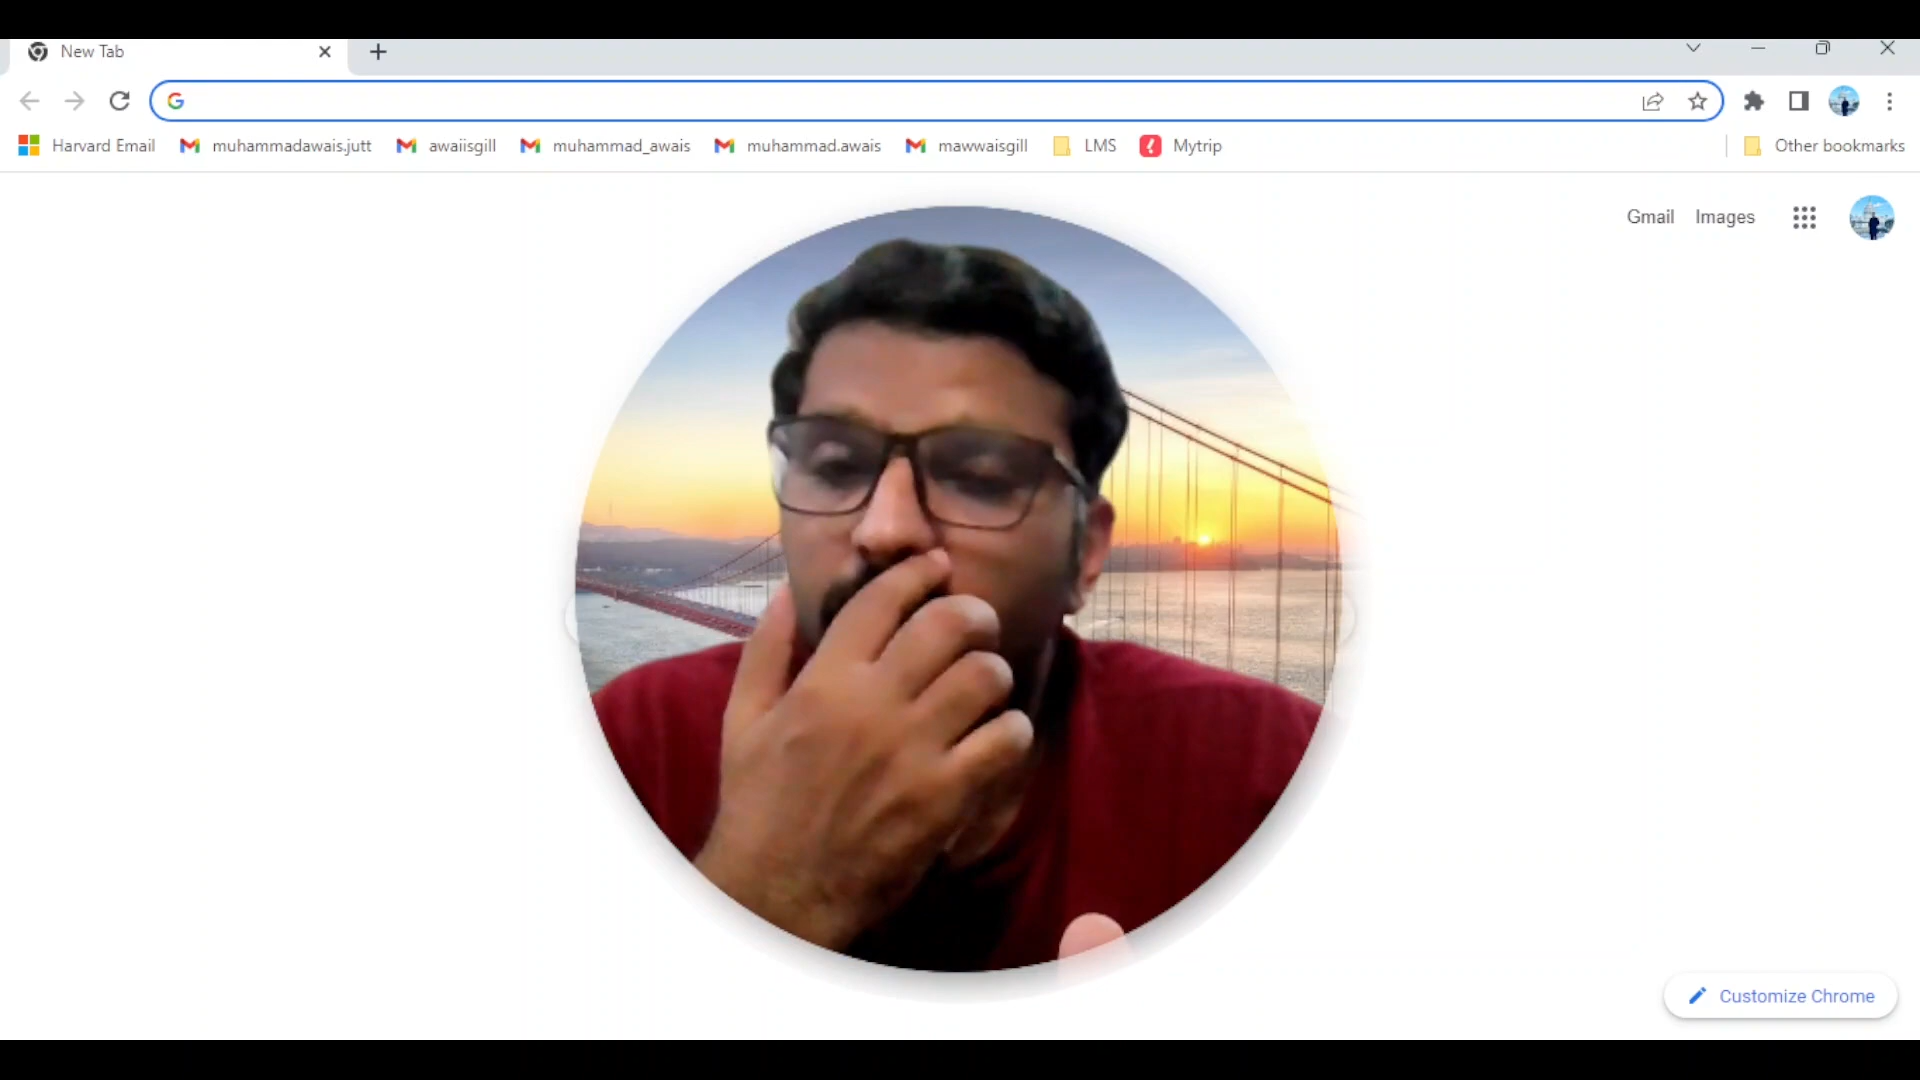 New Tab
Harvard Email muhammadawais.jutt awaiisgill muhammad_awais muhammad.awais mawwaisgill LMS Mytrip Other bookmarks
Gmail Images
Customize Chrome